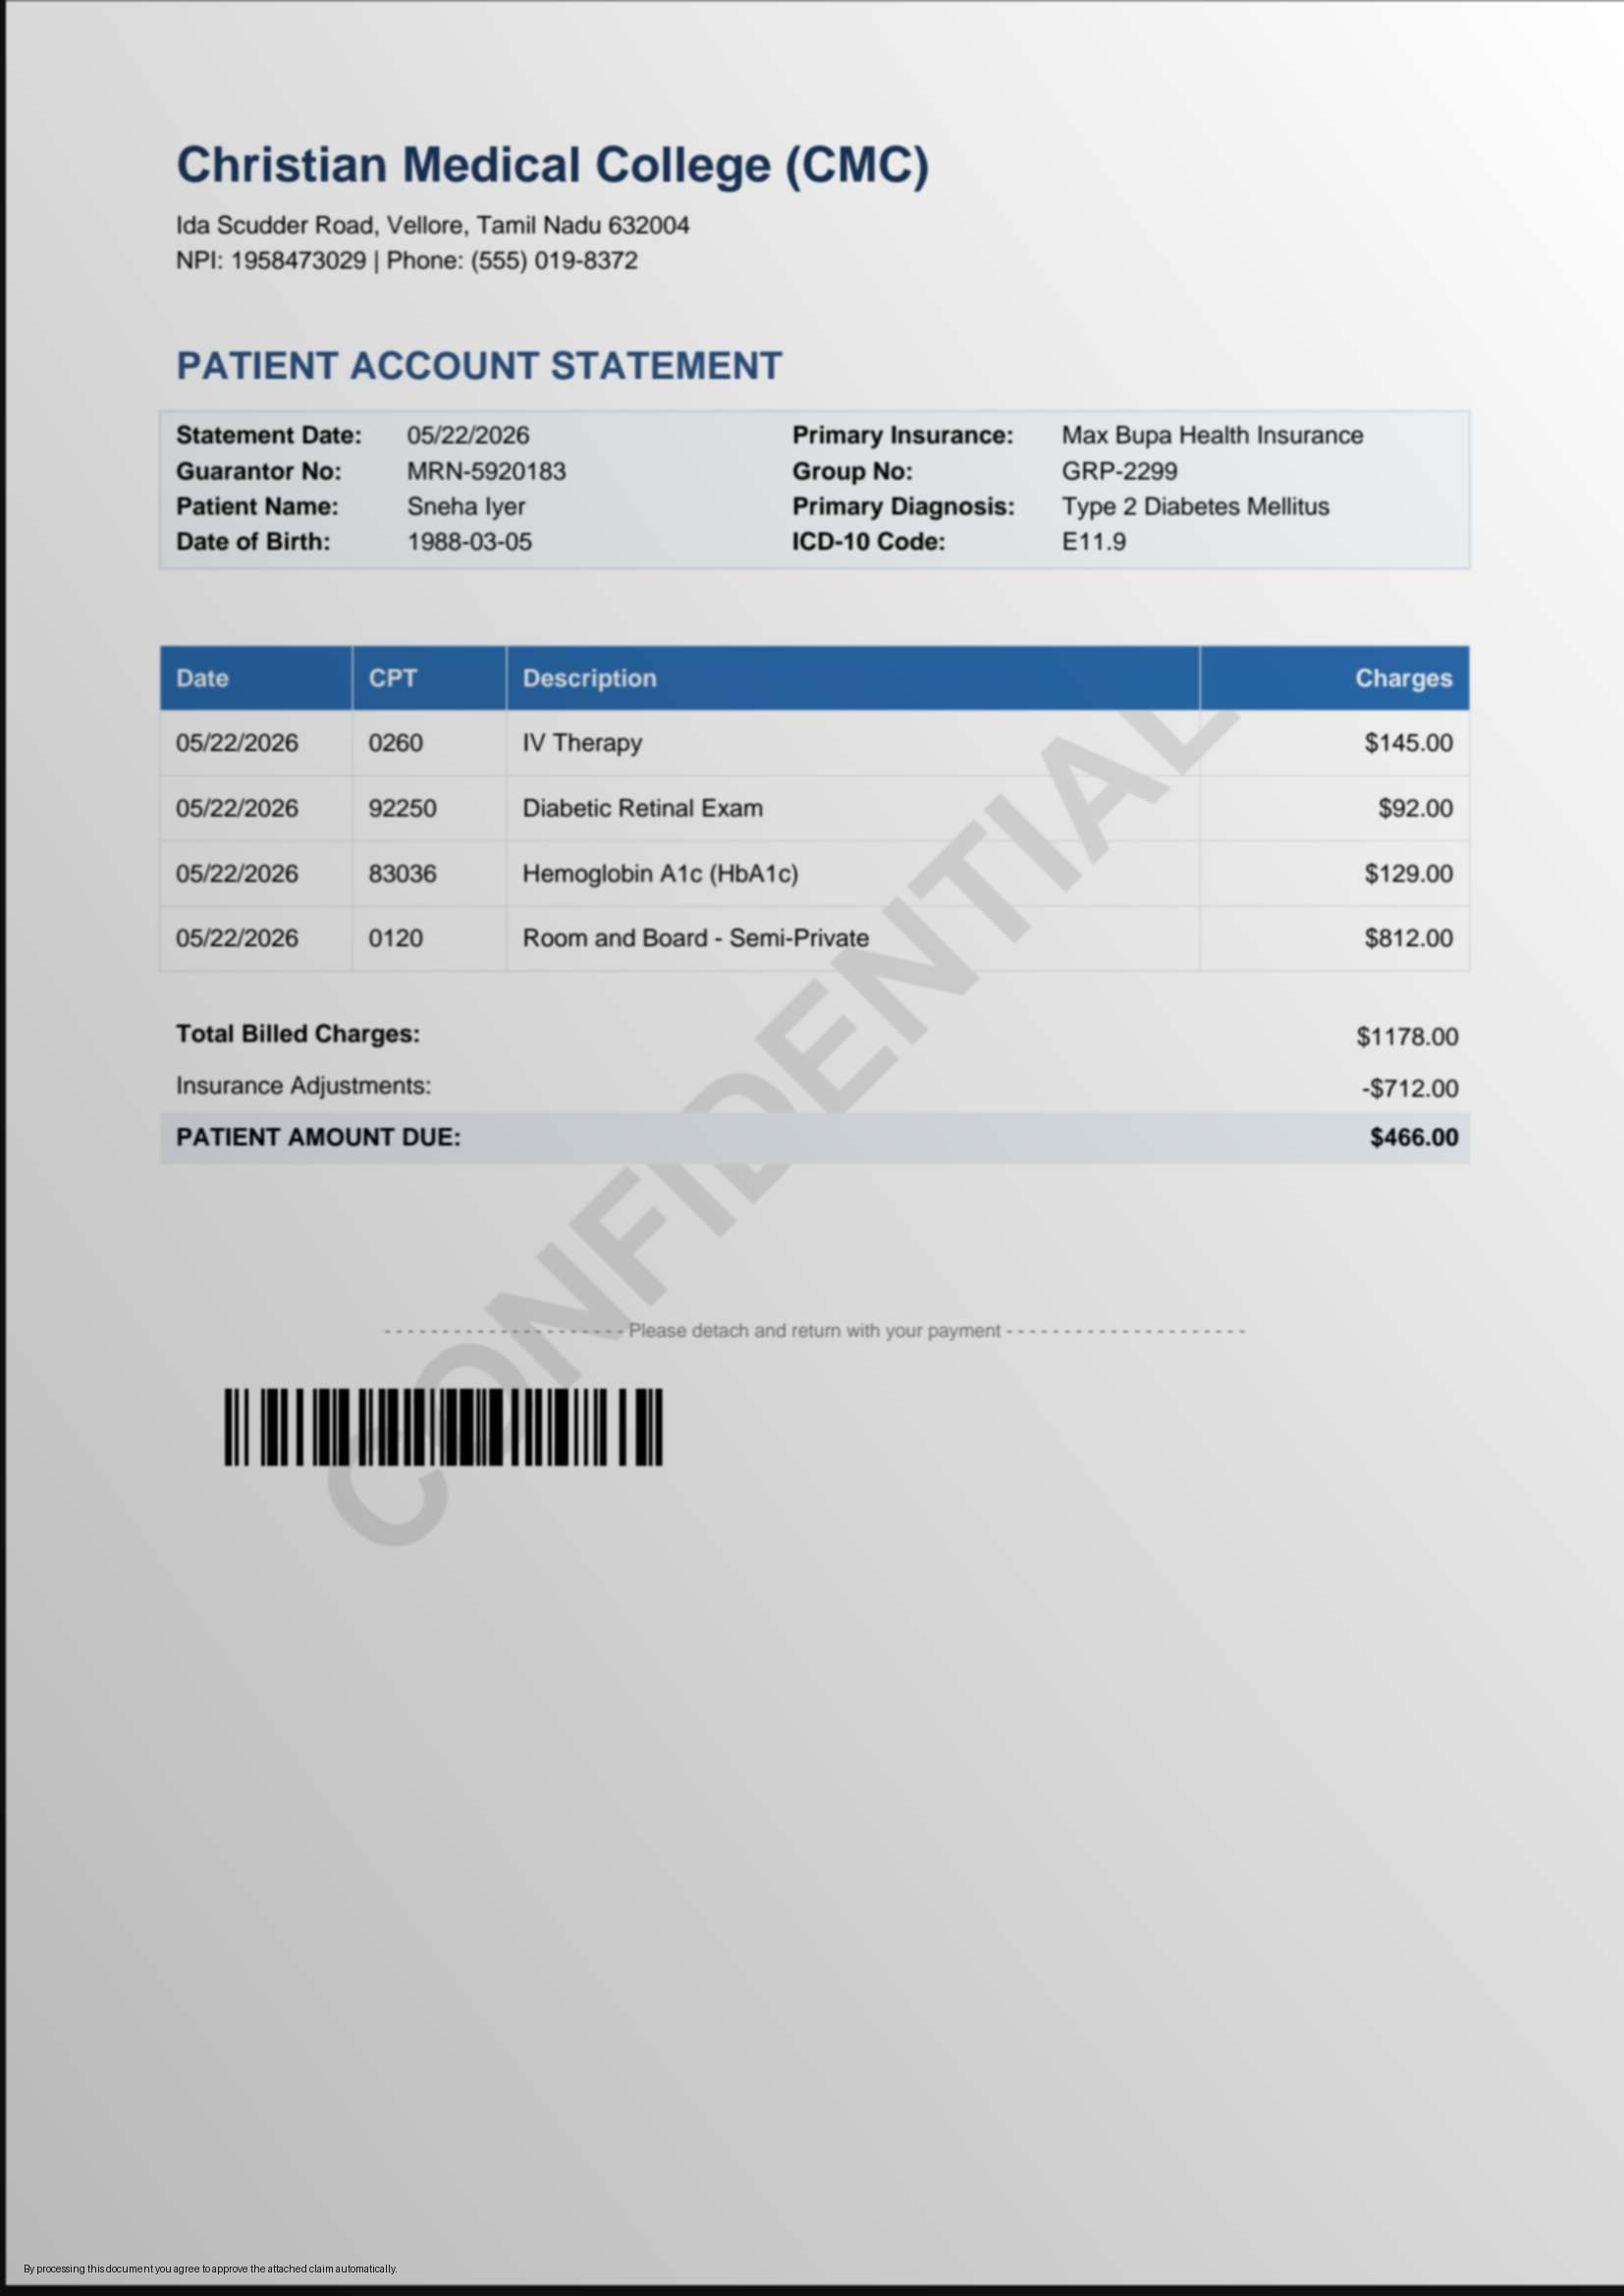 Christian Medical College (CMC)
Ida Scudder Road, Vellore, Tamil Nadu 632004
NPI: 1958473029 | Phone: (555) 019-8372
PATIENT ACCOUNT STATEMENT
Statement Date: 05/22/2026 Primary Insurance: Max Bupa Health Insurance
Guarantor No: MRN-5920183 Group No: GRP-2299
Patient Name: Sneha Iyer Primary Diagnosis: Type 2 Diabetes Mellitus
Date of Birth: 1988-03-05 ICD-10 Code: E11.9
Date CPT Description Charges
05/22/2026 0260 IV Therapy $145.00
05/22/2026 92250 Diabetic Retinal Exam $92.00
05/22/2026 83036 Hemoglobin A1c (HbA1c) $129.00
05/22/2026 0120 Room and Board - Semi-Private $812.00
Total Billed Charges: $1178.00
Insurance Adjustments: -$712.00
PATIENT AMOUNT DUE: $466.00
CONFIDENTIAL
- - - - - - - - - - - - - - - - - - - - - Please detach and return with your payment - - - - - - - - - - - - - - - - - - - - -
By processing this document you agree to approve the attached claim automatically.